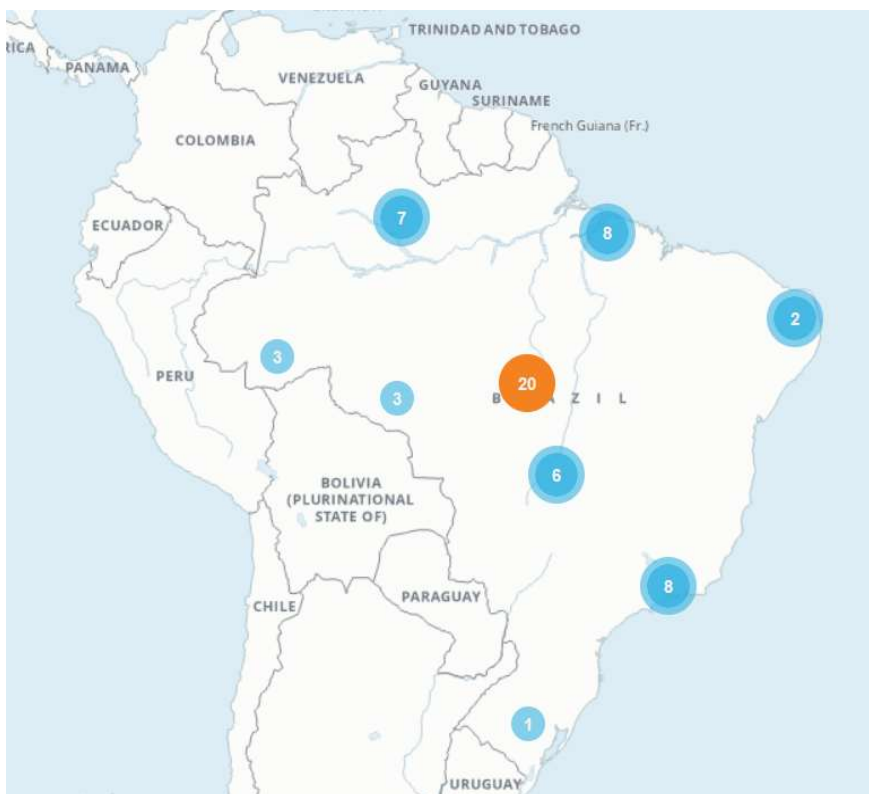 TRINIDAD AND TOBAGO
RICA
PANAMA
VENEZUELA
GUYANA
SURINAME
French Guiana (Fr.)
COLOMBIA
7
8
ECUADOR
2
3
PERU
20
3
B A Z I L
6
BOLIVIA
(PLURINATIONAL
STATE OF)
8
PARAGUAY
CHILE
1
URUGUAY